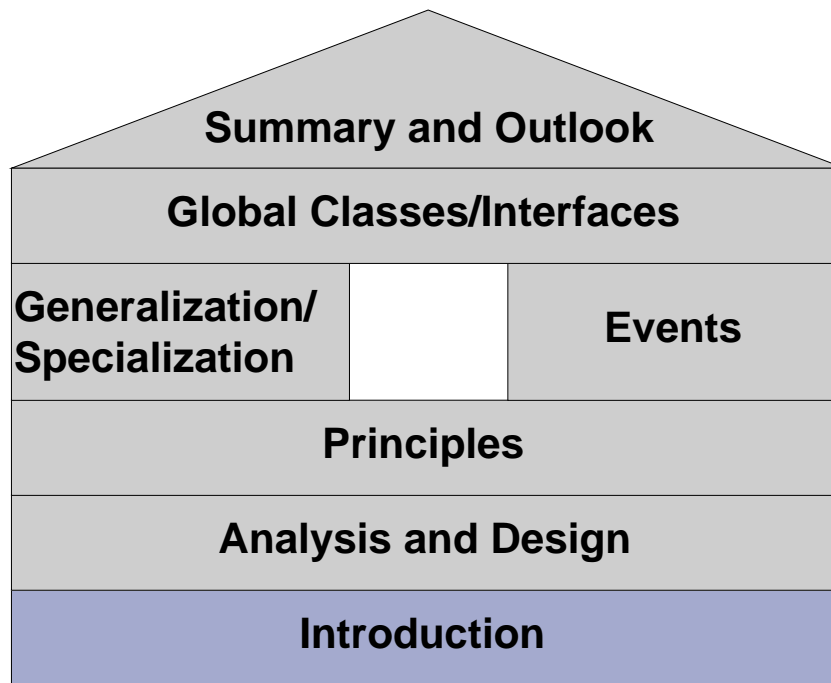 Summary and Outlook
Global Classes/Interfaces
Generalization/
Specialization
Events
Principles
Analysis and Design
Introduction